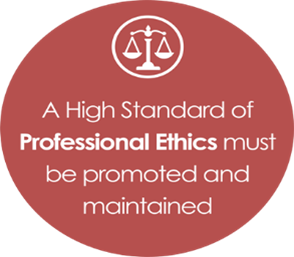 A High Standard of
Professional Ethics must
be promoted and
maintained